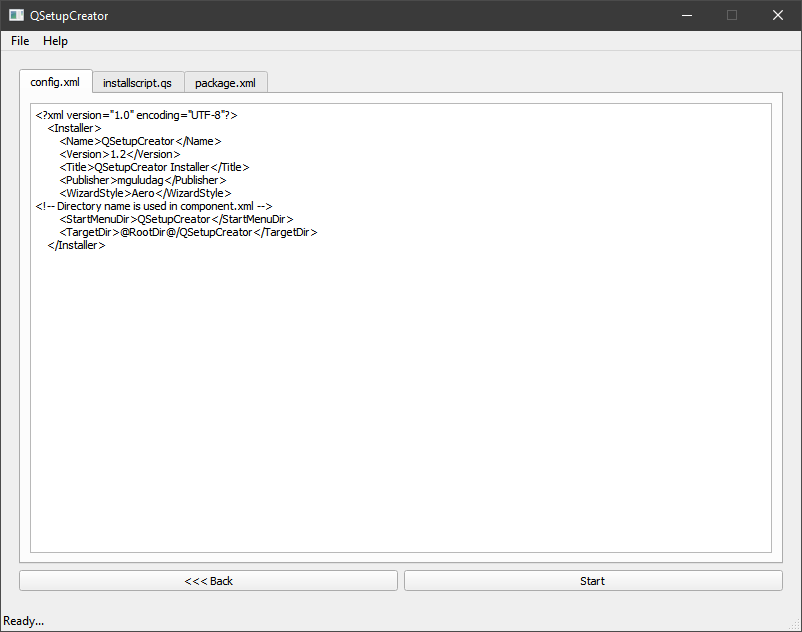 QSetupCreator
File Help
config.xml installscript.qs package.xml
<?xml version="1.0" encoding="UTF-8"?>
<Installer>
<Name>QSetupCreator</Name>
<Version>1.2</Version>
<Title>QSetupCreator Installer</Title>
<Publisher>mguludag</Publisher>
<WizardStyle>Aero</WizardStyle>
<!-- Directory name is used in component.xml -->
<StartMenuDir>QSetupCreator</StartMenuDir>
<TargetDir>@RootDir@/QSetupCreator</TargetDir>
</Installer>
<<< Back Start
Ready...